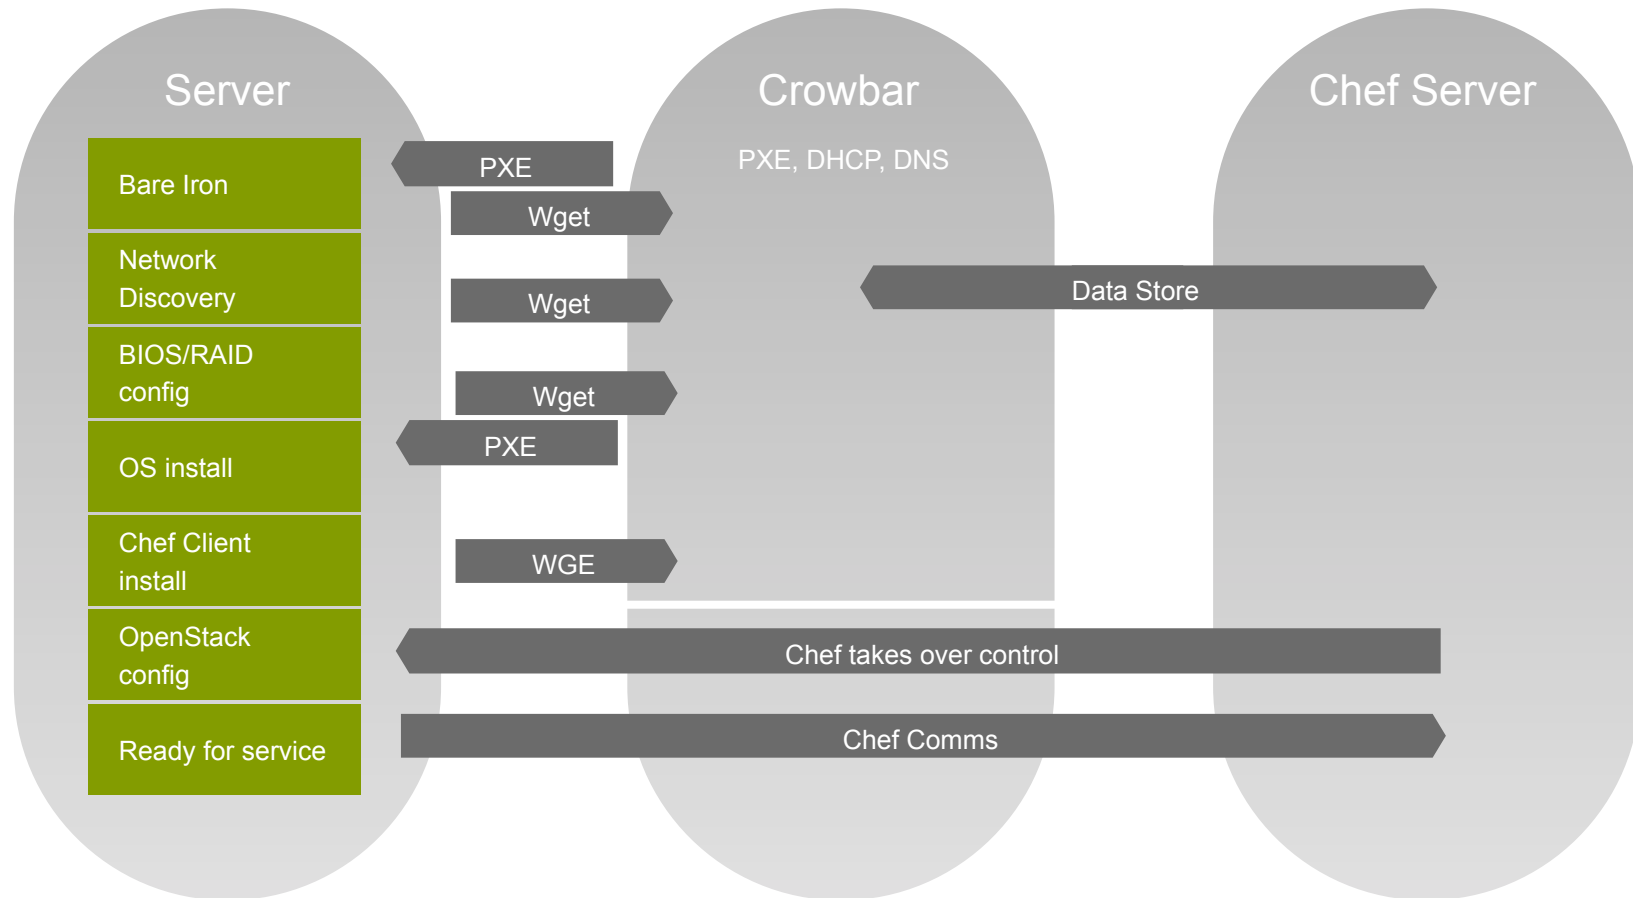 Server
Crowbar
Chef Server
PXE, DHCP, DNS
Bare Iron
PXE
Wget
Network
Discovery
Wget
Data Store
BIOS/RAID
config
Wget
OS install
PXE
Chef Client
install
WGE
OpenStack
config
Chef takes over control
Ready for service
Chef Comms